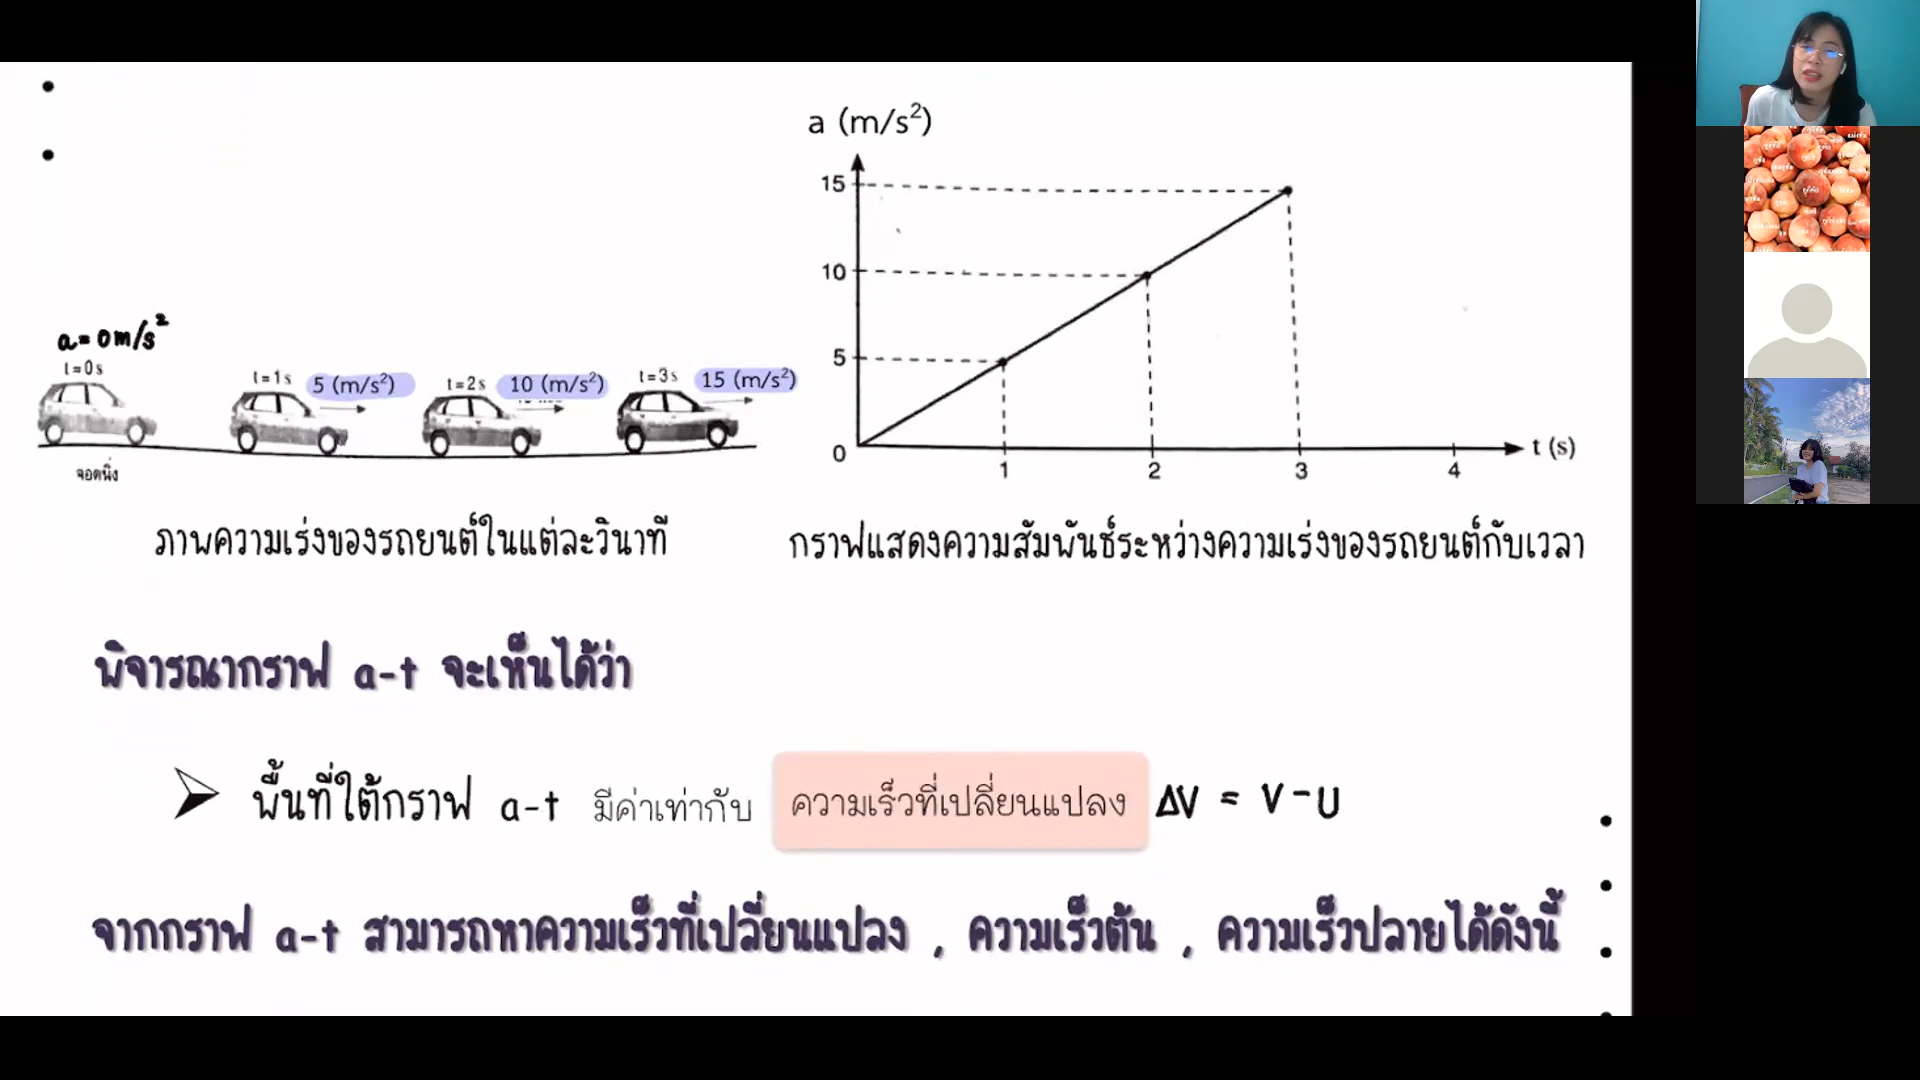 a (m/s²)
15
10
5
0
1
2
3
4
t (s)
a = 0 m/s²
t=0s
t=1s
5 (m/s²)
t=2s
10 (m/s²)
t=3s
15 (m/s²)
จอดนิ่ง
ภาพความเร่งของรถยนต์ในแต่ละวินาที
กราฟแสดงความสัมพันธ์ระหว่างความเร่งของรถยนต์กับเวลา
พิจารณากราฟ a-t จะเห็นได้ว่า
พื้นที่ใต้กราฟ a-t มีค่าเท่ากับ ความเร็วที่เปลี่ยนแปลง ΔV = V - U
จากกราฟ a-t สามารถหาความเร็วที่เปลี่ยนแปลง , ความเร็วต้น , ความเร็วปลายได้ดังนี้